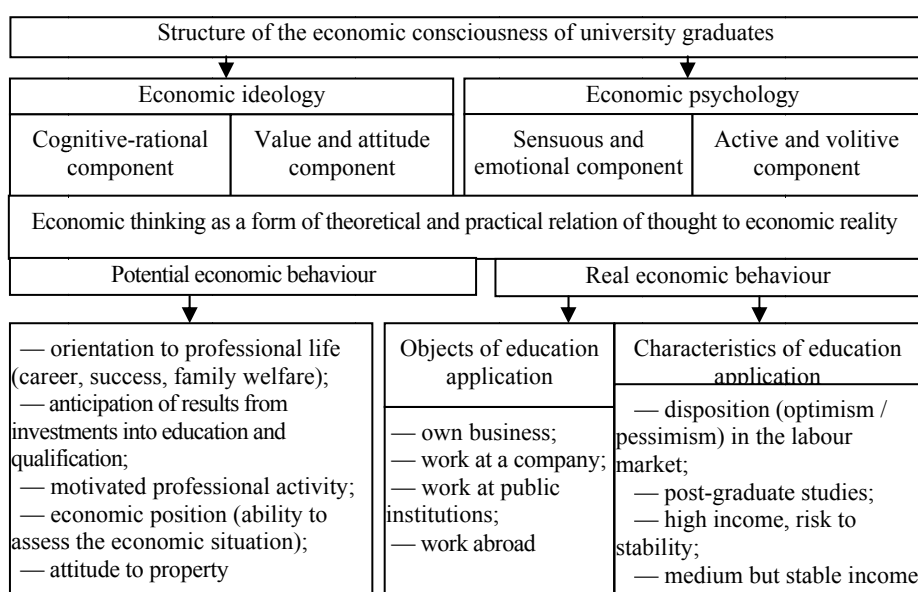 Structure of the economic consciousness of university graduates
Economic ideology
Economic psychology
Cognitive-rational
component
Value and attitude
component
Sensuous and
emotional component
Active and volitive
component
Economic thinking as a form of theoretical and practical relation of thought to economic reality
Potential economic behaviour
Real economic behaviour
— orientation to professional life
(career, success, family welfare);
— anticipation of results from
investments into education and
qualification;
— motivated professional activity;
— economic position (ability to
assess the economic situation);
— attitude to property
Objects of education
application
— own business;
— work at a company;
— work at public
institutions;
— work abroad
Characteristics of education
application
— disposition (optimism /
pessimism) in the labour
market;
— post-graduate studies;
— high income, risk to
stability;
— medium but stable income